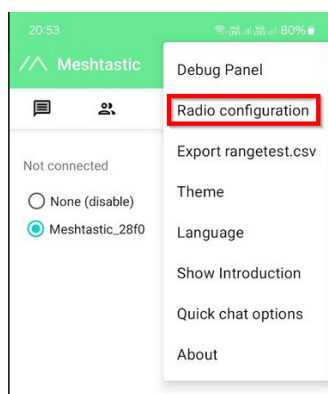 20:53
80%
Meshtastic
Debug Panel
Radio configuration
Export rangetest.csv
Not connected
Theme
None (disable)
Language
Meshtastic_28f0
Show Introduction
Quick chat options
About